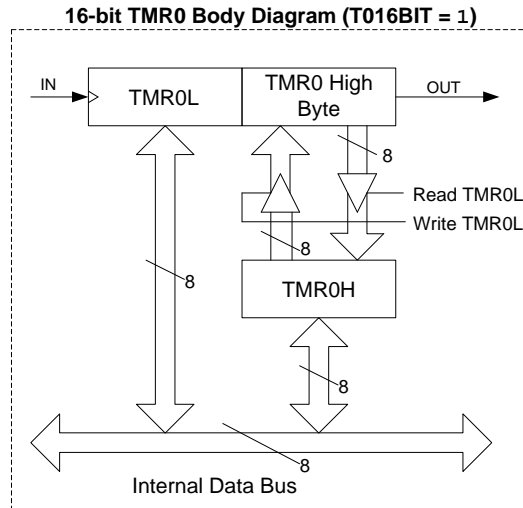 16-bit TMR0 Body Diagram (T016BIT = 1)
IN
TMR0L
TMR0 High
Byte
OUT
8
Read TMR0L
Write TMR0L
8
TMR0H
8
8
8
Internal Data Bus